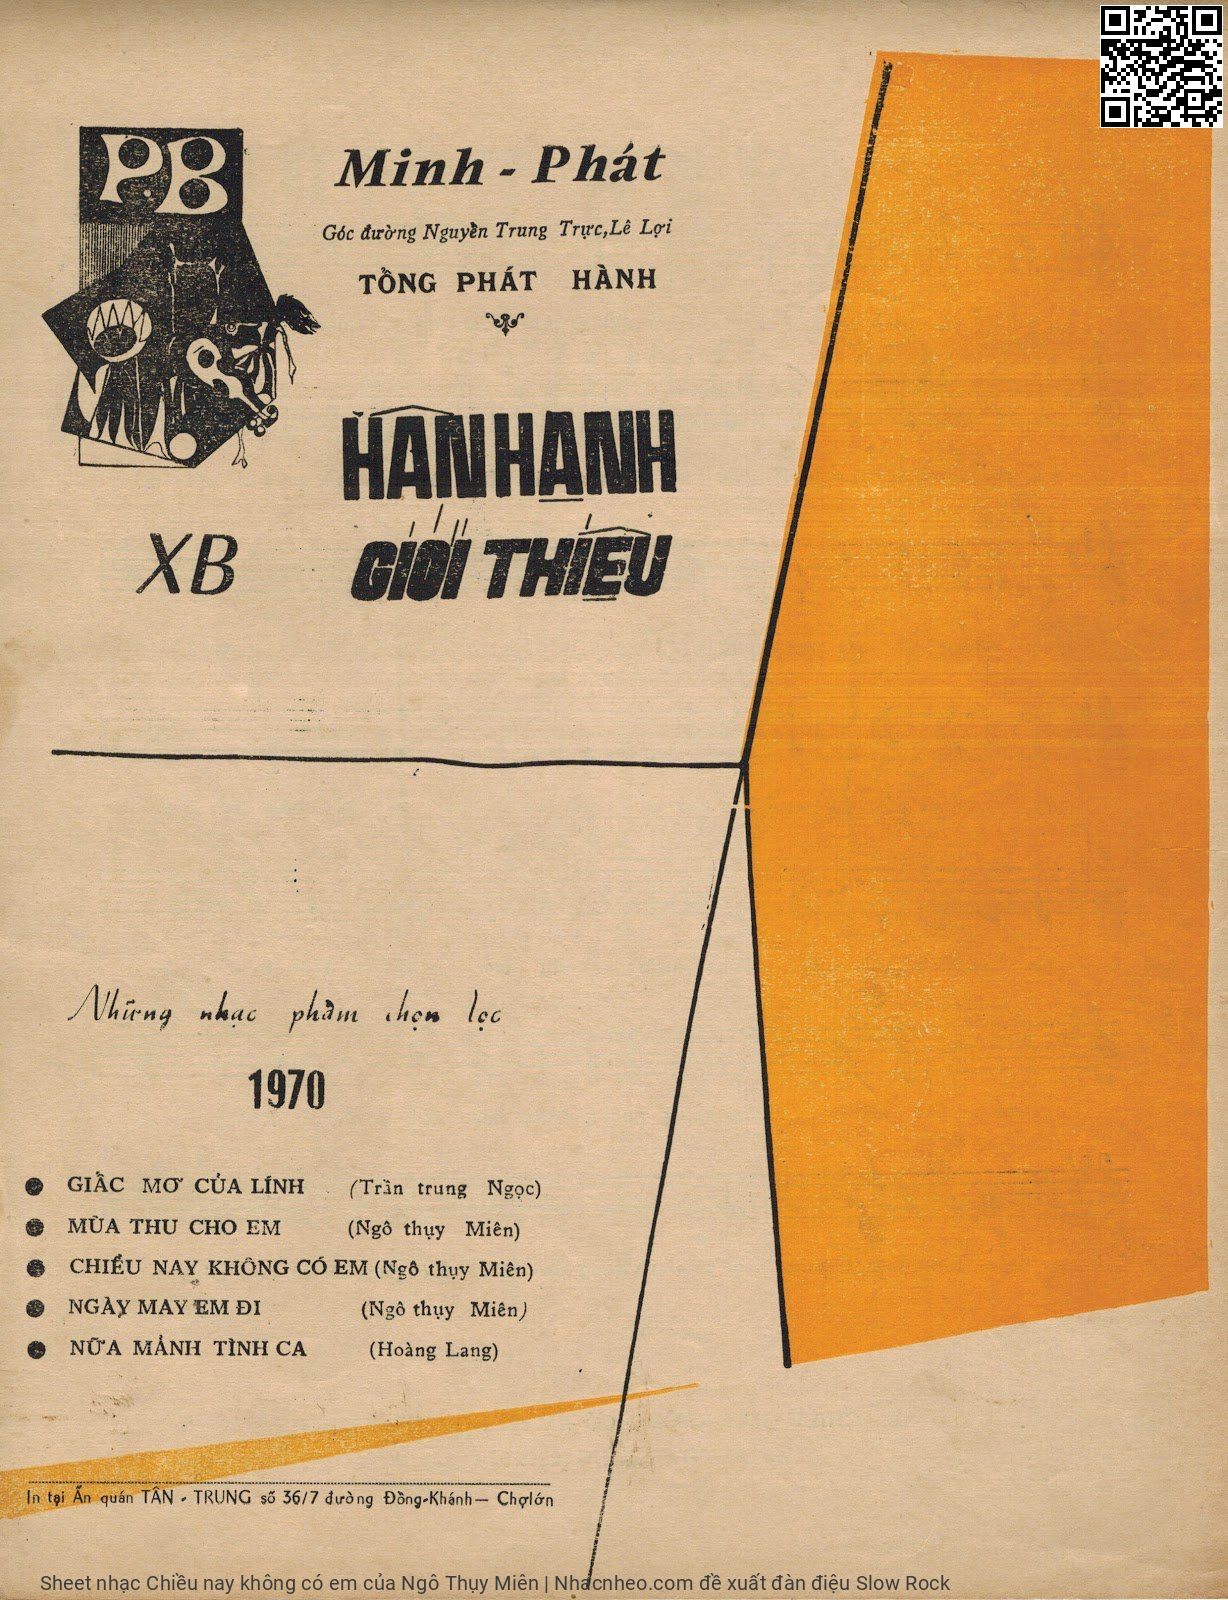 P.B
Minh - Phát
Góc đường Nguyễn Trung Trực, Lê Lợi
TỔNG PHÁT HÀNH
HÂN HẠNH
XB
GIỚI THIỆU
Những nhạc phẩm chọn lọc
1970
● GIẤC MƠ CỦA LÍNH (Trần trung Ngọc)
● MÙA THU CHO EM (Ngô thụy Miên)
● CHIỀU NAY KHÔNG CÓ EM (Ngô thụy Miên)
● NGÀY MAY EM ĐI (Ngô thụy Miên)
● NỮA MẢNH TÌNH CA (Hoàng Lang)
In tại Ấn quán TÂN - TRUNG số 36/7 đường Đồng-Khánh — Chợlớn
Sheet nhạc Chiều nay không có em của Ngô Thụy Miên | Nhacnheo.com đề xuất đàn điệu Slow Rock